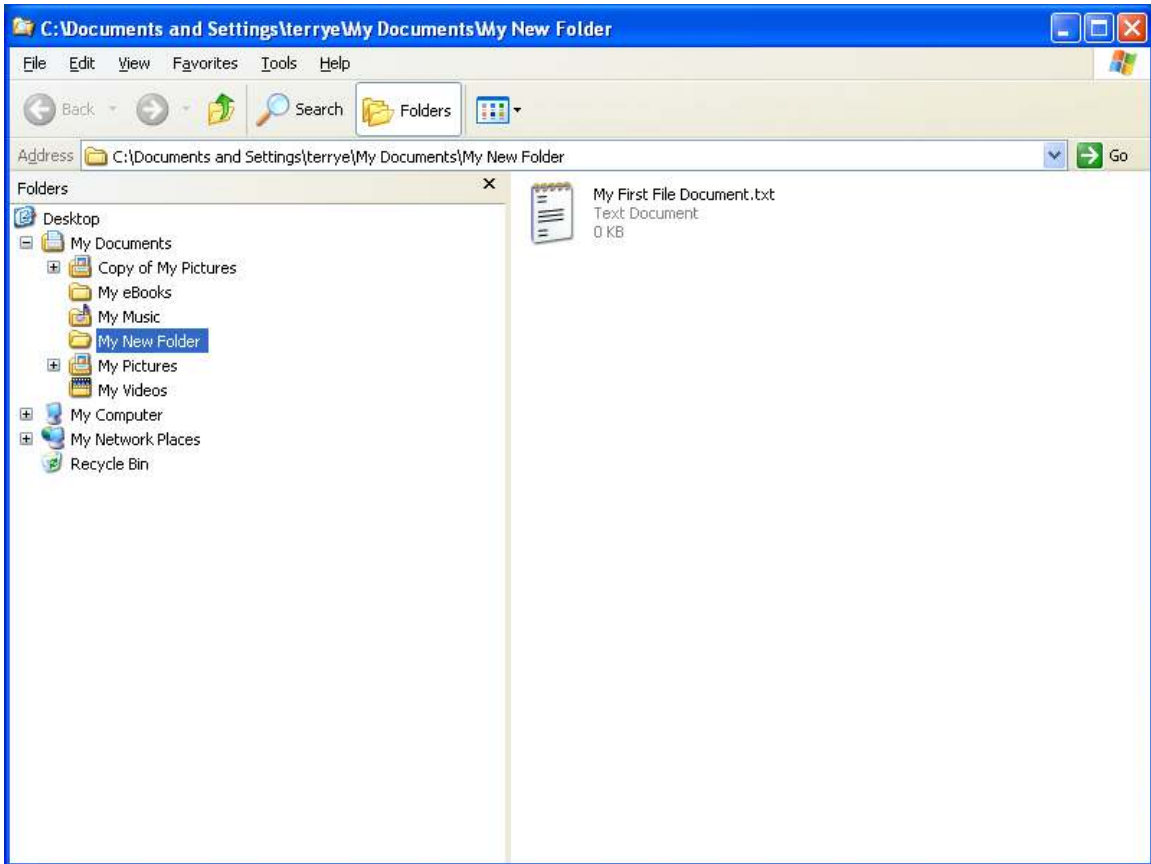 C:\Documents and Settings\terrye\My Documents\My New Folder
File Edit View Favorites Tools Help
Back Search Folders
Address C:\Documents and Settings\terrye\My Documents\My New Folder Go
Folders
Desktop
My Documents
Copy of My Pictures
My eBooks
My Music
My New Folder
My Pictures
My Videos
My Computer
My Network Places
Recycle Bin
My First File Document.txt
Text Document
0 KB